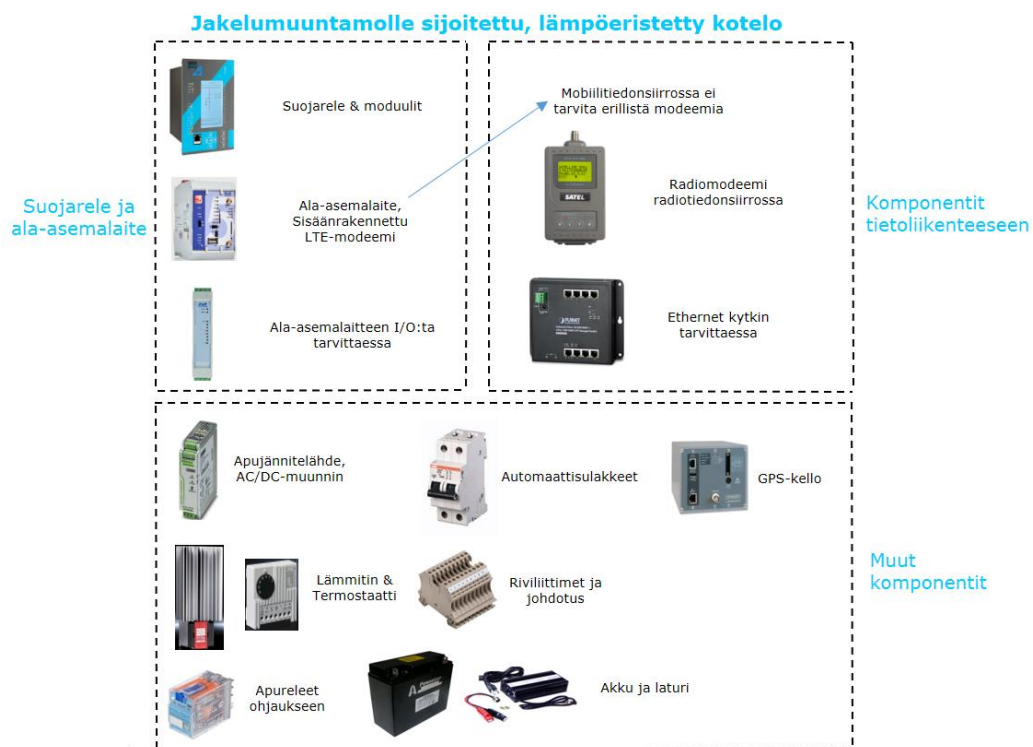 Jakelumuuntamolle sijoitettu, lämpöeristetty kotelo
Suojarele & moduulit
Ala-asemalaite,
Sisäänrakennettu
LTE-modeemi
Ala-asemalaitteen I/O:ta
tarvittaessa
Suojarele ja
ala-asemalaite
Mobiilitiedonsiirrossa ei
tarvita erillistä modeemia
SATEL
Radiomodeemi
radiotiedonsiirrossa
PLANET
Ethernet kytkin
tarvittaessa
Komponentit
tietoliikenteeseen
Apujännitelähde,
AC/DC-muunnin
Automaattisulakkeet
GPS-kello
Lämmitin &
Termostaatti
Riviliittimet ja
johdotus
Muut
komponentit
Apureleet
ohjaukseen
Akku ja laturi